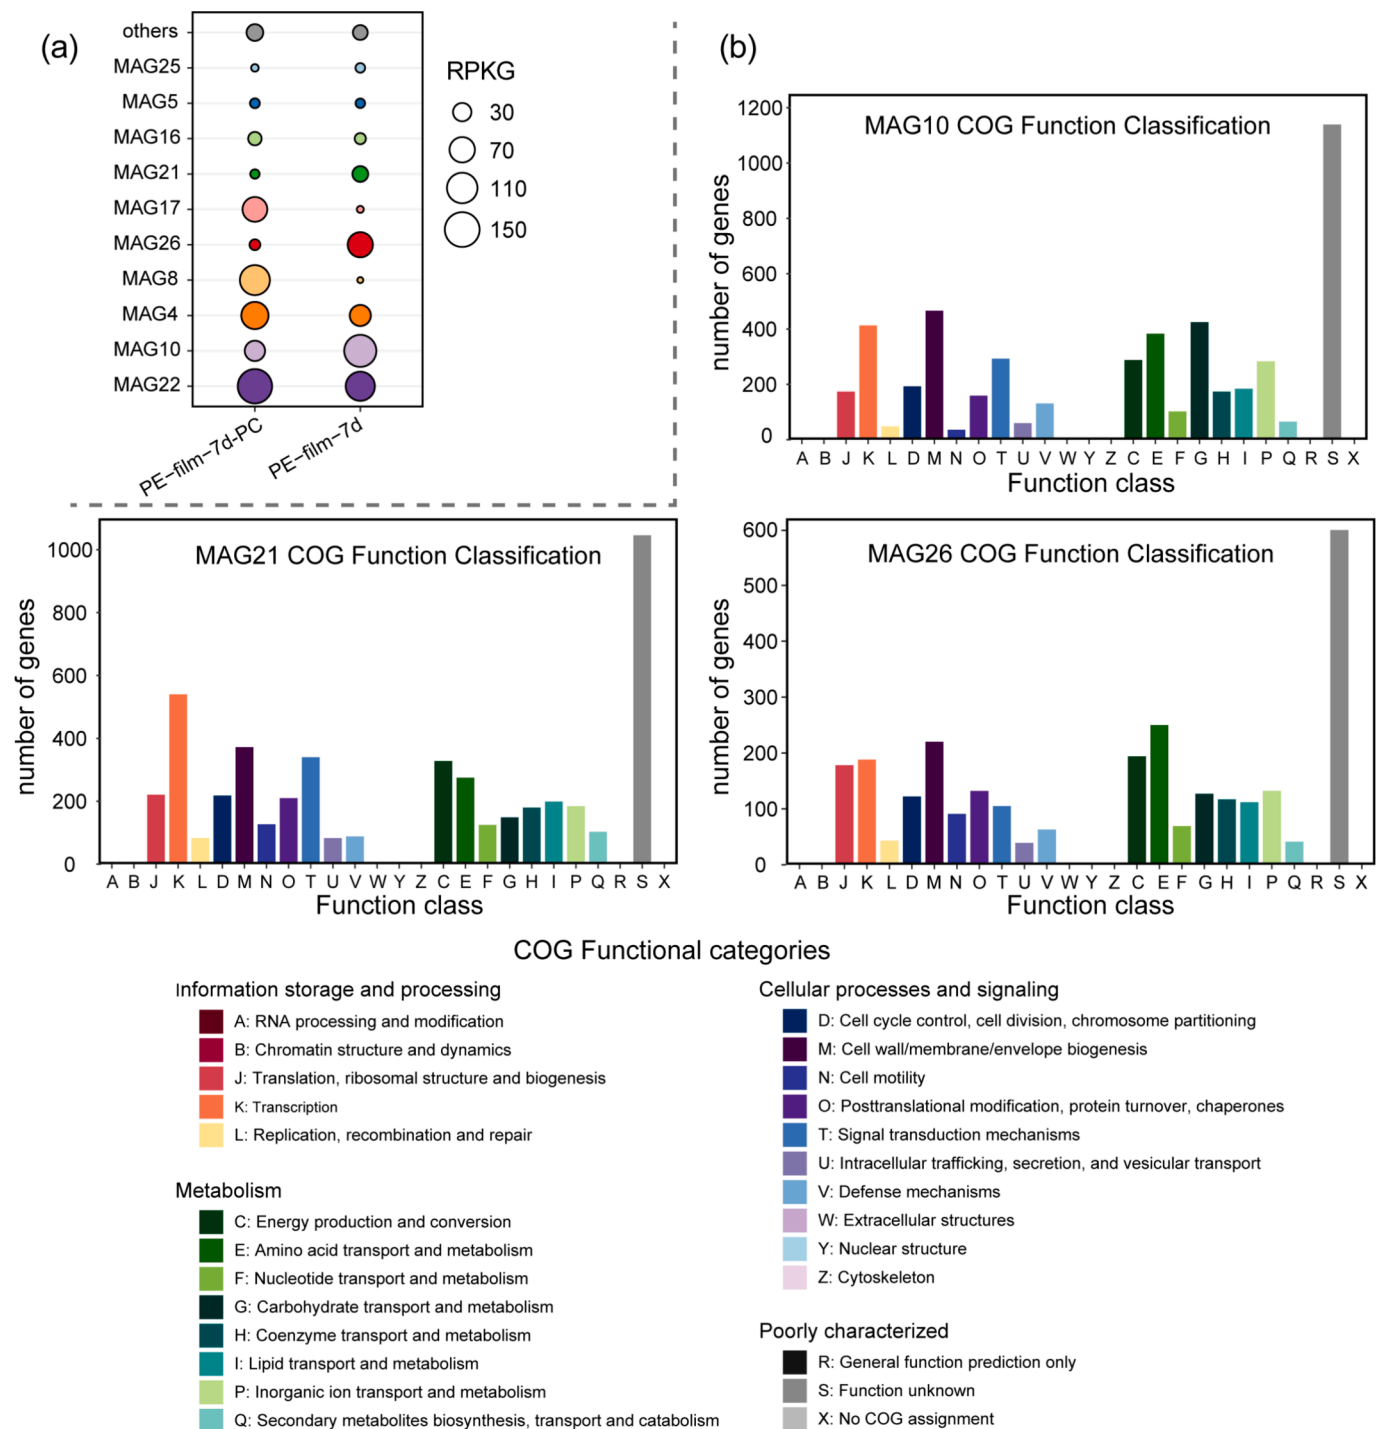 (a)
others
MAG25
MAG5
MAG16
MAG21
MAG17
MAG26
MAG8
MAG4
MAG10
MAG22
PE-film-7d-PC
PE-film-7d
RPKG
30
70
110
150
(b)
MAG10 COG Function Classification
number of genes
1200
1000
800
600
400
200
0
A B J K L D M N O T U V W Y Z C E F G H I P Q R S X
Function class
MAG21 COG Function Classification
number of genes
1000
800
600
400
200
0
A B J K L D M N O T U V W Y Z C E F G H I P Q R S X
Function class
MAG26 COG Function Classification
number of genes
600
500
400
300
200
100
0
A B J K L D M N O T U V W Y Z C E F G H I P Q R S X
Function class
COG Functional categories
Information storage and processing
A: RNA processing and modification
B: Chromatin structure and dynamics
J: Translation, ribosomal structure and biogenesis
K: Transcription
L: Replication, recombination and repair
Metabolism
C: Energy production and conversion
E: Amino acid transport and metabolism
F: Nucleotide transport and metabolism
G: Carbohydrate transport and metabolism
H: Coenzyme transport and metabolism
I: Lipid transport and metabolism
P: Inorganic ion transport and metabolism
Q: Secondary metabolites biosynthesis, transport and catabolism
Cellular processes and signaling
D: Cell cycle control, cell division, chromosome partitioning
M: Cell wall/membrane/envelope biogenesis
N: Cell motility
O: Posttranslational modification, protein turnover, chaperones
T: Signal transduction mechanisms
U: Intracellular trafficking, secretion, and vesicular transport
V: Defense mechanisms
W: Extracellular structures
Y: Nuclear structure
Z: Cytoskeleton
Poorly characterized
R: General function prediction only
S: Function unknown
X: No COG assignment